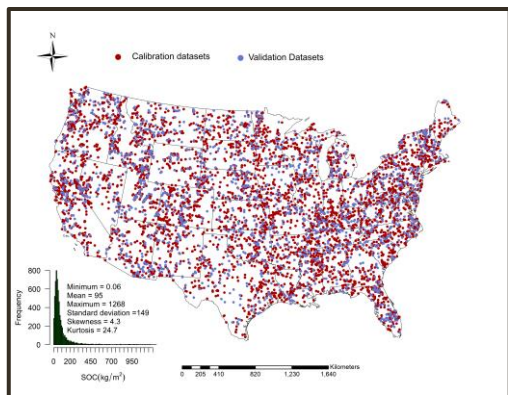 N
Calibration datasets
Validation Datasets
800
600
400
200
0
Frequency
Minimum = 0.06
Mean = 95
Maximum = 1268
Standard deviation =149
Skewness = 4.3
Kurtosis = 24.7
0 200 450 700 950
SOC(kg/m²)
Kilometers
0 205 410 820 1,230 1,640